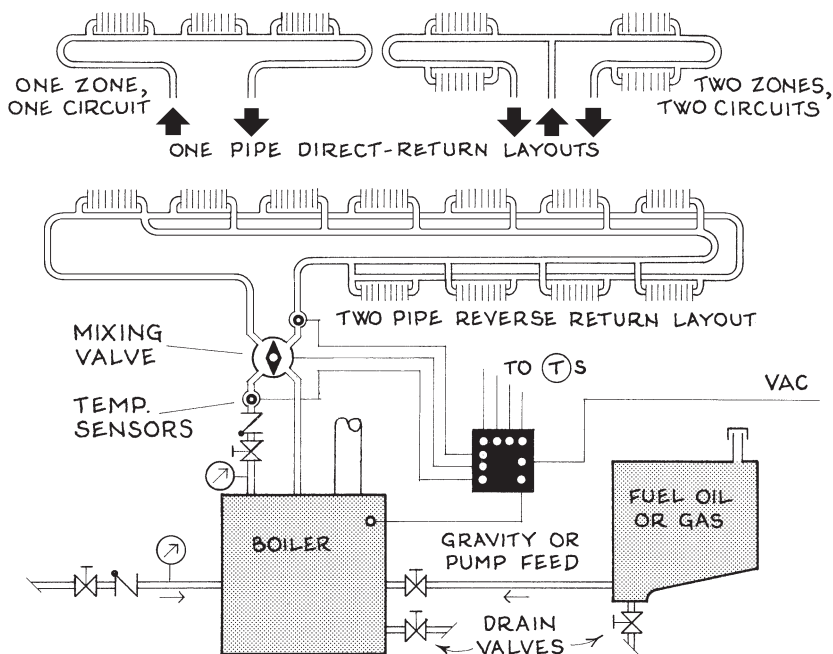 ONE ZONE,
ONE CIRCUIT
TWO ZONES,
TWO CIRCUITS
ONE PIPE DIRECT-RETURN LAYOUTS
TWO PIPE REVERSE RETURN LAYOUT
MIXING
VALVE
TO T S
VAC
TEMP.
SENSORS
FUEL OIL
OR GAS
BOILER
GRAVITY OR
PUMP FEED
DRAIN
VALVES